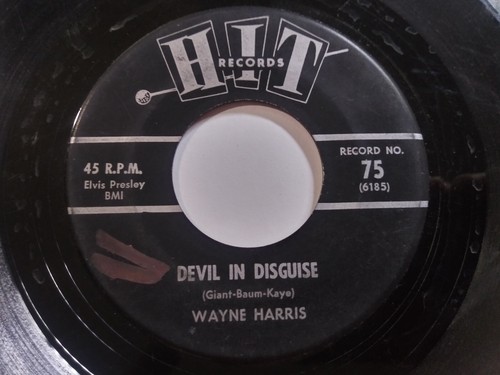 HIT
RECORDS
45 R.P.M.
Elvis Presley
BMI
RECORD NO.
75
(6185)
DEVIL IN DISGUISE
(Giant-Baum-Kaye)
WAYNE HARRIS